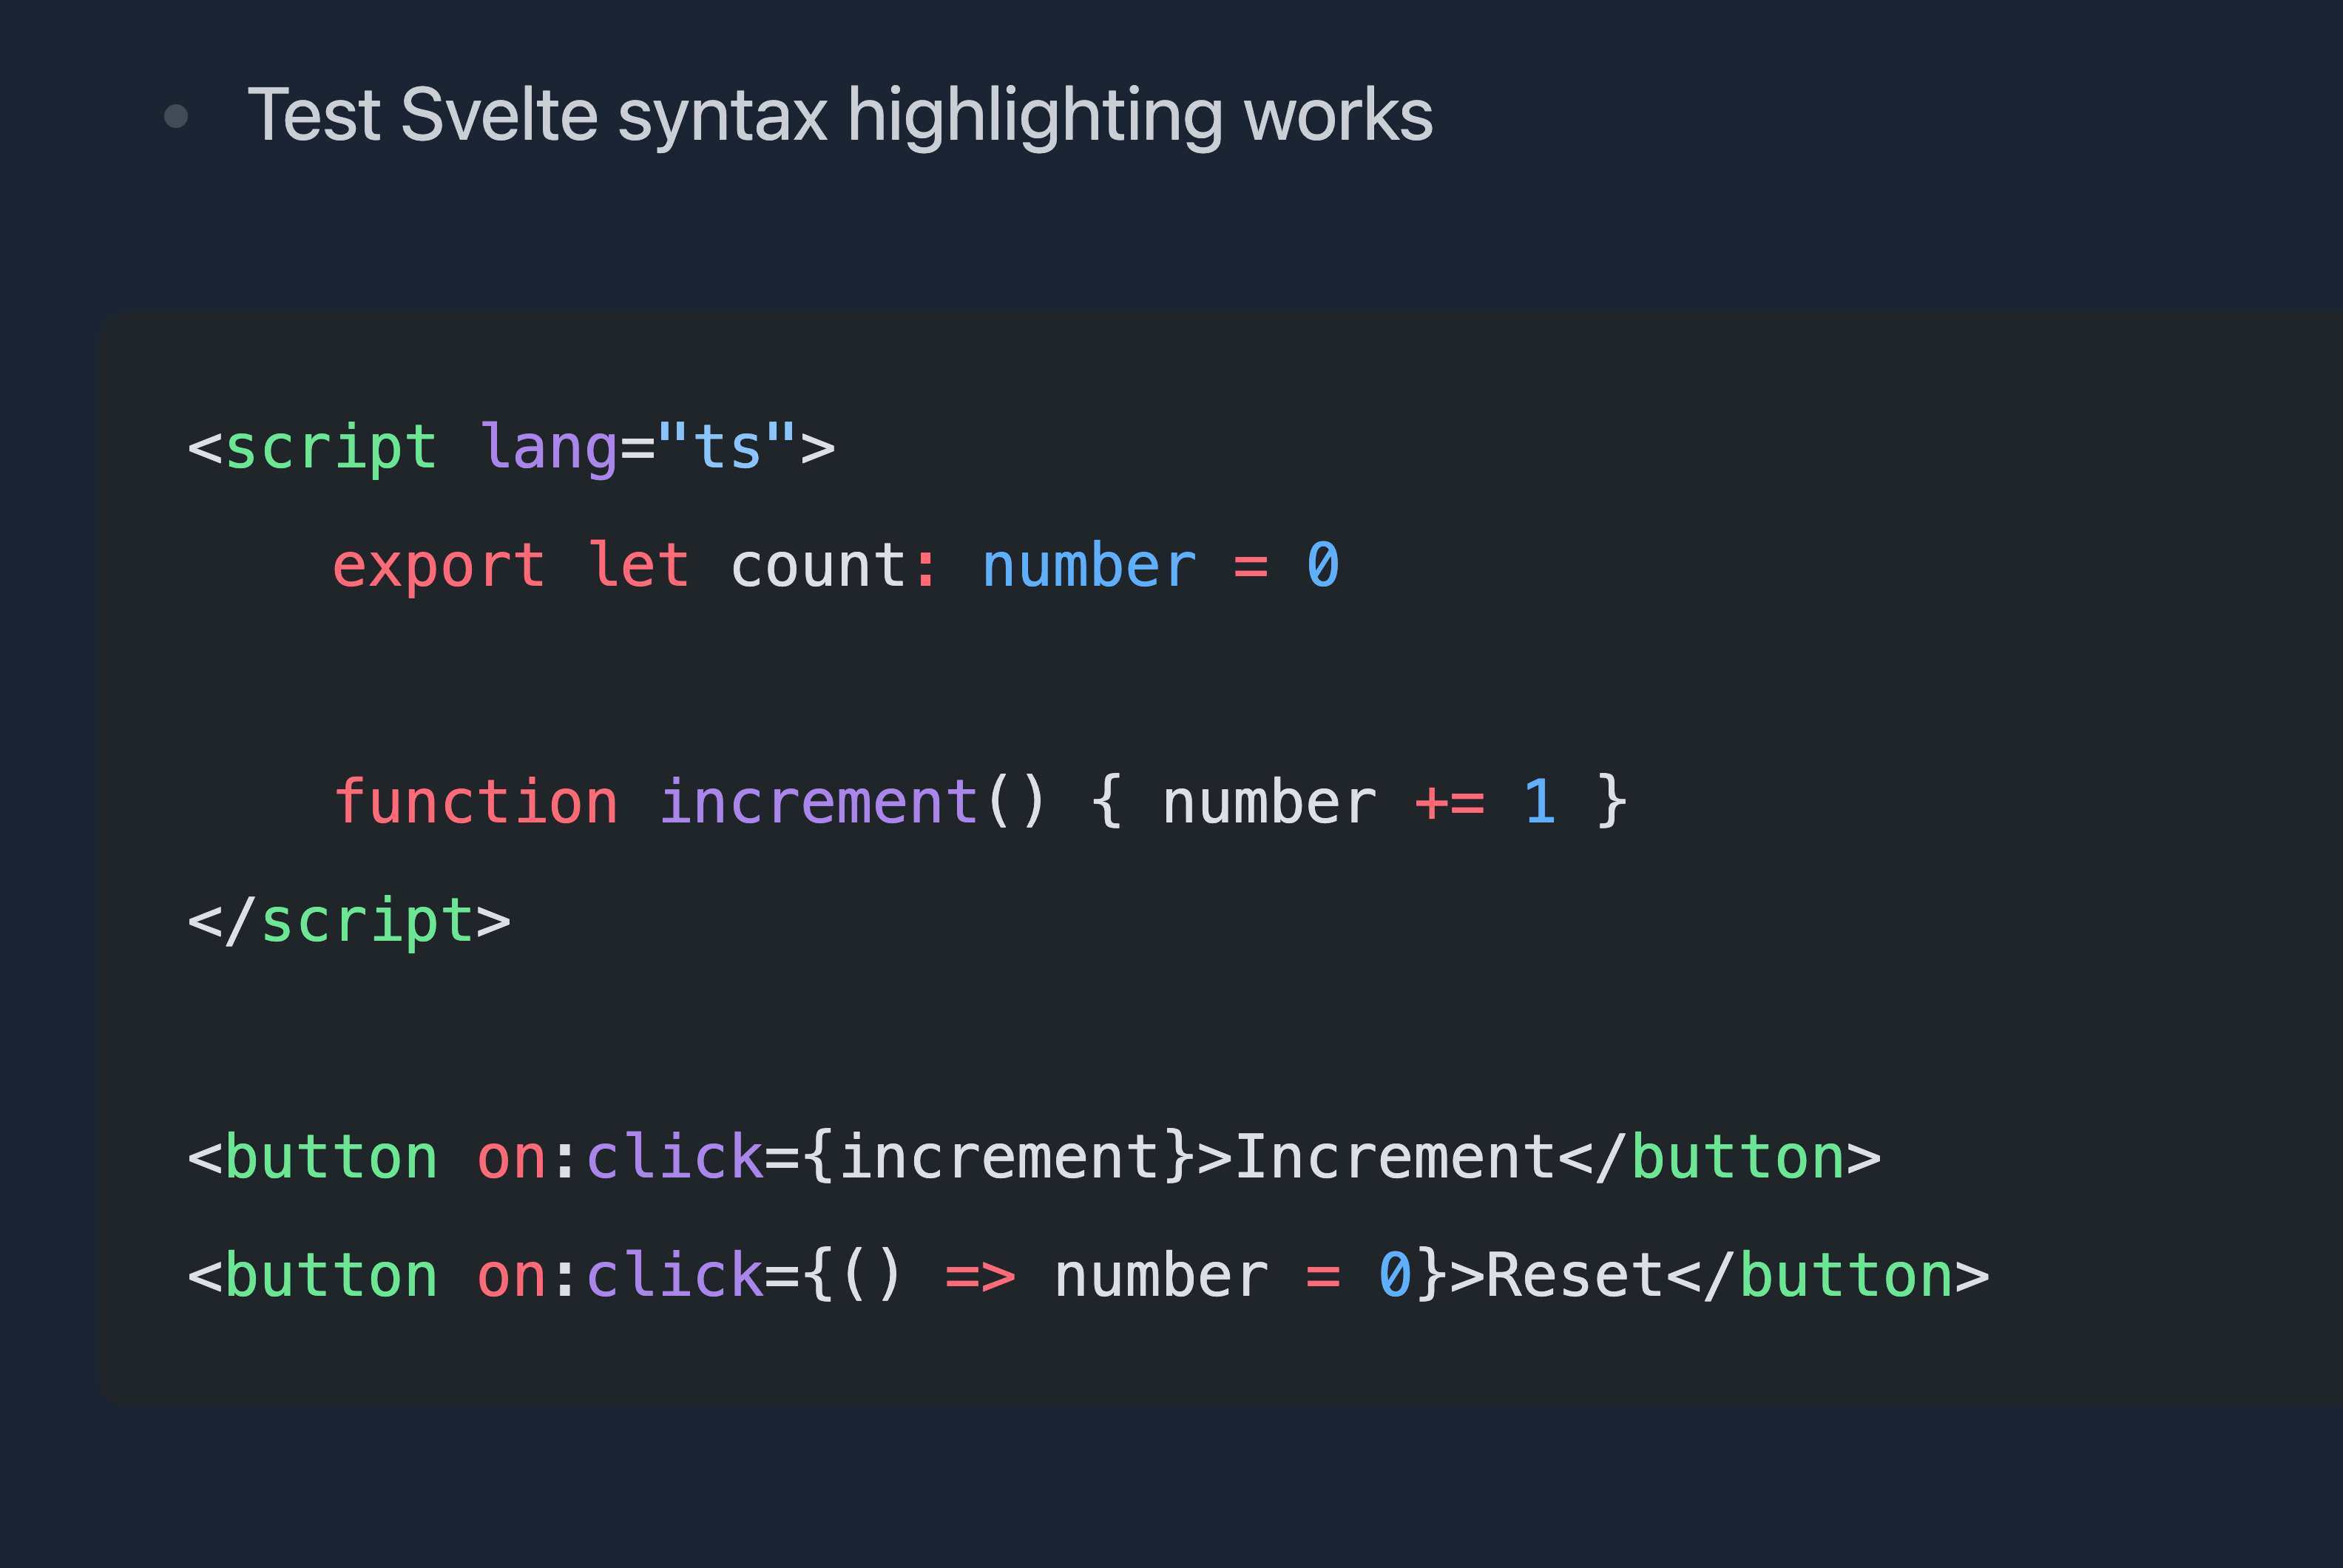 Test Svelte syntax highlighting works
<script lang="ts">
    export let count: number = 0
    function increment() { number += 1 }
</script>
<button on:click={increment}>Increment</button>
<button on:click={() => number = 0}>Reset</button>